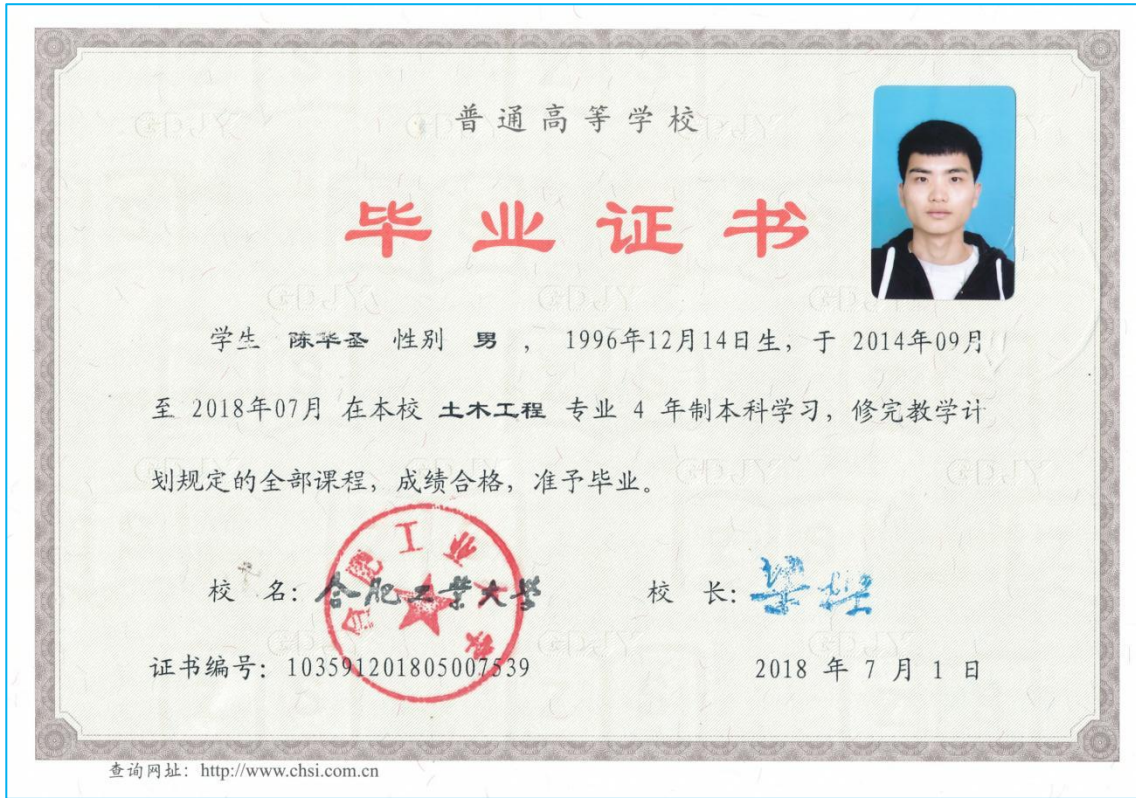 普通高等学校
毕业证书
学生 陈华圣 性别 男 ， 1996年12月14日生，于 2014年09月
至 2018年07月 在本校 土木工程 专业 4 年制本科学习，修完教学计
划规定的全部课程，成绩合格，准予毕业。
校 名：合肥工业大学
校 长：
证书编号：103591201805007539
2018 年 7 月 1 日
查询网址：http://www.chsi.com.cn